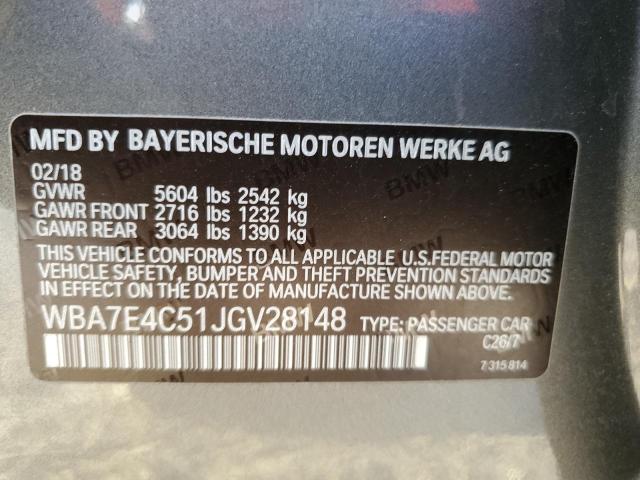 MFD BY BAYERISCHE MOTOREN WERKE AG
02/18
GVWR 5604 lbs 2542 kg
GAWR FRONT 2716 lbs 1232 kg
GAWR REAR 3064 lbs 1390 kg
THIS VEHICLE CONFORMS TO ALL APPLICABLE U.S.FEDERAL MOTOR
VEHICLE SAFETY, BUMPER AND THEFT PREVENTION STANDARDS
IN EFFECT ON THE DATE OF MANUFACTURE SHOWN ABOVE.
WBA7E4C51JGV28148 TYPE: PASSENGER CAR
C26/7
7 315 814